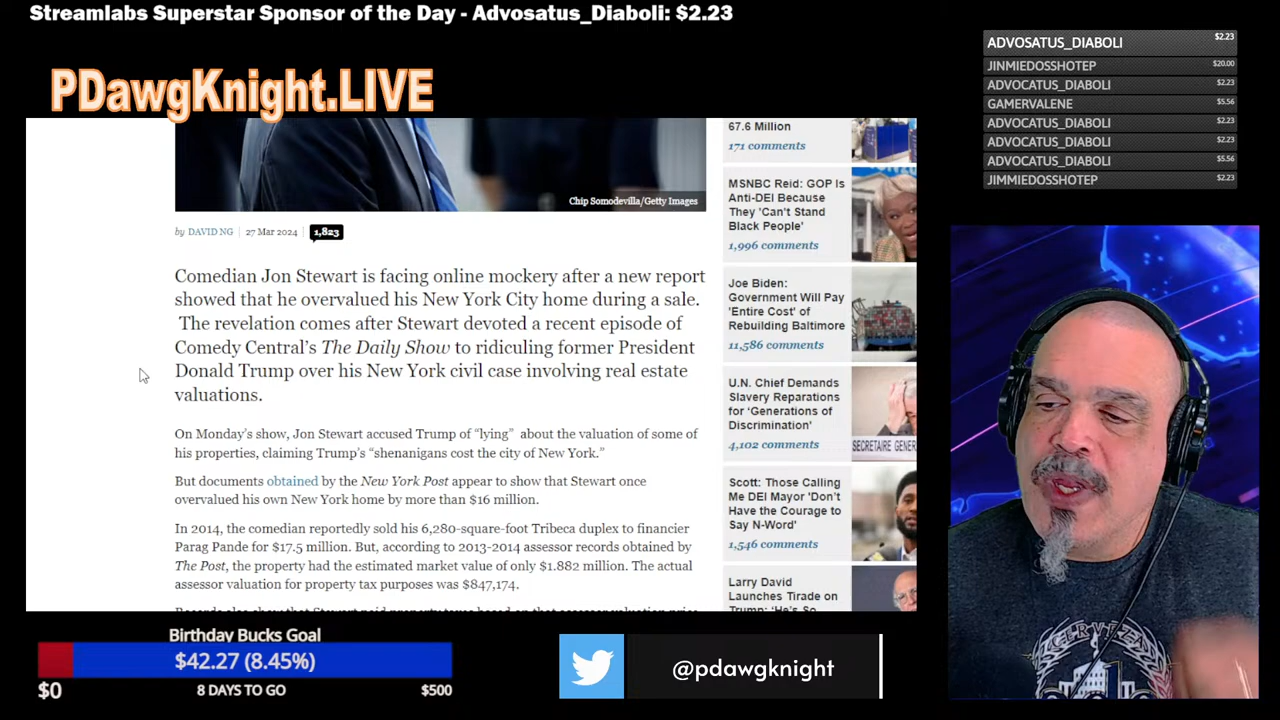 Streamlabs Superstar Sponsor of the Day - Advosatus_Diaboli: $2.23
PDawgKnight.LIVE
ADVOSATUS_DIABOLI $2.23
JINMIEDOSSHOTEP $20.00
ADVOCATUS_DIABOLI $2.23
GAMERVALENE $5.56
ADVOCATUS_DIABOLI $2.23
ADVOCATUS_DIABOLI $2.23
ADVOCATUS_DIABOLI $5.56
JIMMIEDOSSHOTEP $2.23
Chip Somodevilla/Getty Images
by DAVID NG 27 Mar 2024 1,823
Comedian Jon Stewart is facing online mockery after a new report
showed that he overvalued his New York City home during a sale.
The revelation comes after Stewart devoted a recent episode of
Comedy Central’s The Daily Show to ridiculing former President
Donald Trump over his New York civil case involving real estate
valuations.
On Monday’s show, Jon Stewart accused Trump of “lying” about the valuation of some of
his properties, claiming Trump’s “shenanigans cost the city of New York.”
But documents obtained by the New York Post appear to show that Stewart once
overvalued his own New York home by more than $16 million.
In 2014, the comedian reportedly sold his 6,280-square-foot Tribeca duplex to financier
Parag Pande for $17.5 million. But, according to 2013-2014 assessor records obtained by
The Post, the property had the estimated market value of only $1.882 million. The actual
assessor valuation for property tax purposes was $847,174.
67.6 Million
171 comments
MSNBC Reid: GOP Is
Anti-DEI Because
They 'Can't Stand
Black People'
1,996 comments
Joe Biden:
Government Will Pay
'Entire Cost' of
Rebuilding Baltimore
11,586 comments
U.N. Chief Demands
Slavery Reparations
for ‘Generations of
Discrimination’
4,102 comments
SECRETAIRE GENER
Scott: Those Calling
Me DEI Mayor 'Don't
Have the Courage to
Say N-Word'
1,546 comments
Larry David
Launches Tirade on
Trump: ‘He’s So
Birthday Bucks Goal
$42.27 (8.45%)
$0 8 DAYS TO GO $500
@pdawgknight